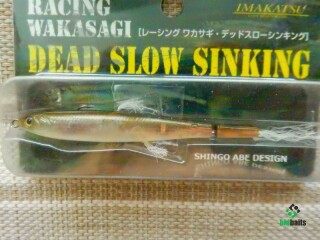 RACING
IMAKATSU
WAKASAGI [レーシング ワカサギ・デッドスローシンキング]
DEAD SLOW SINKING
SHINGO ABE DESIGN
bigbaits